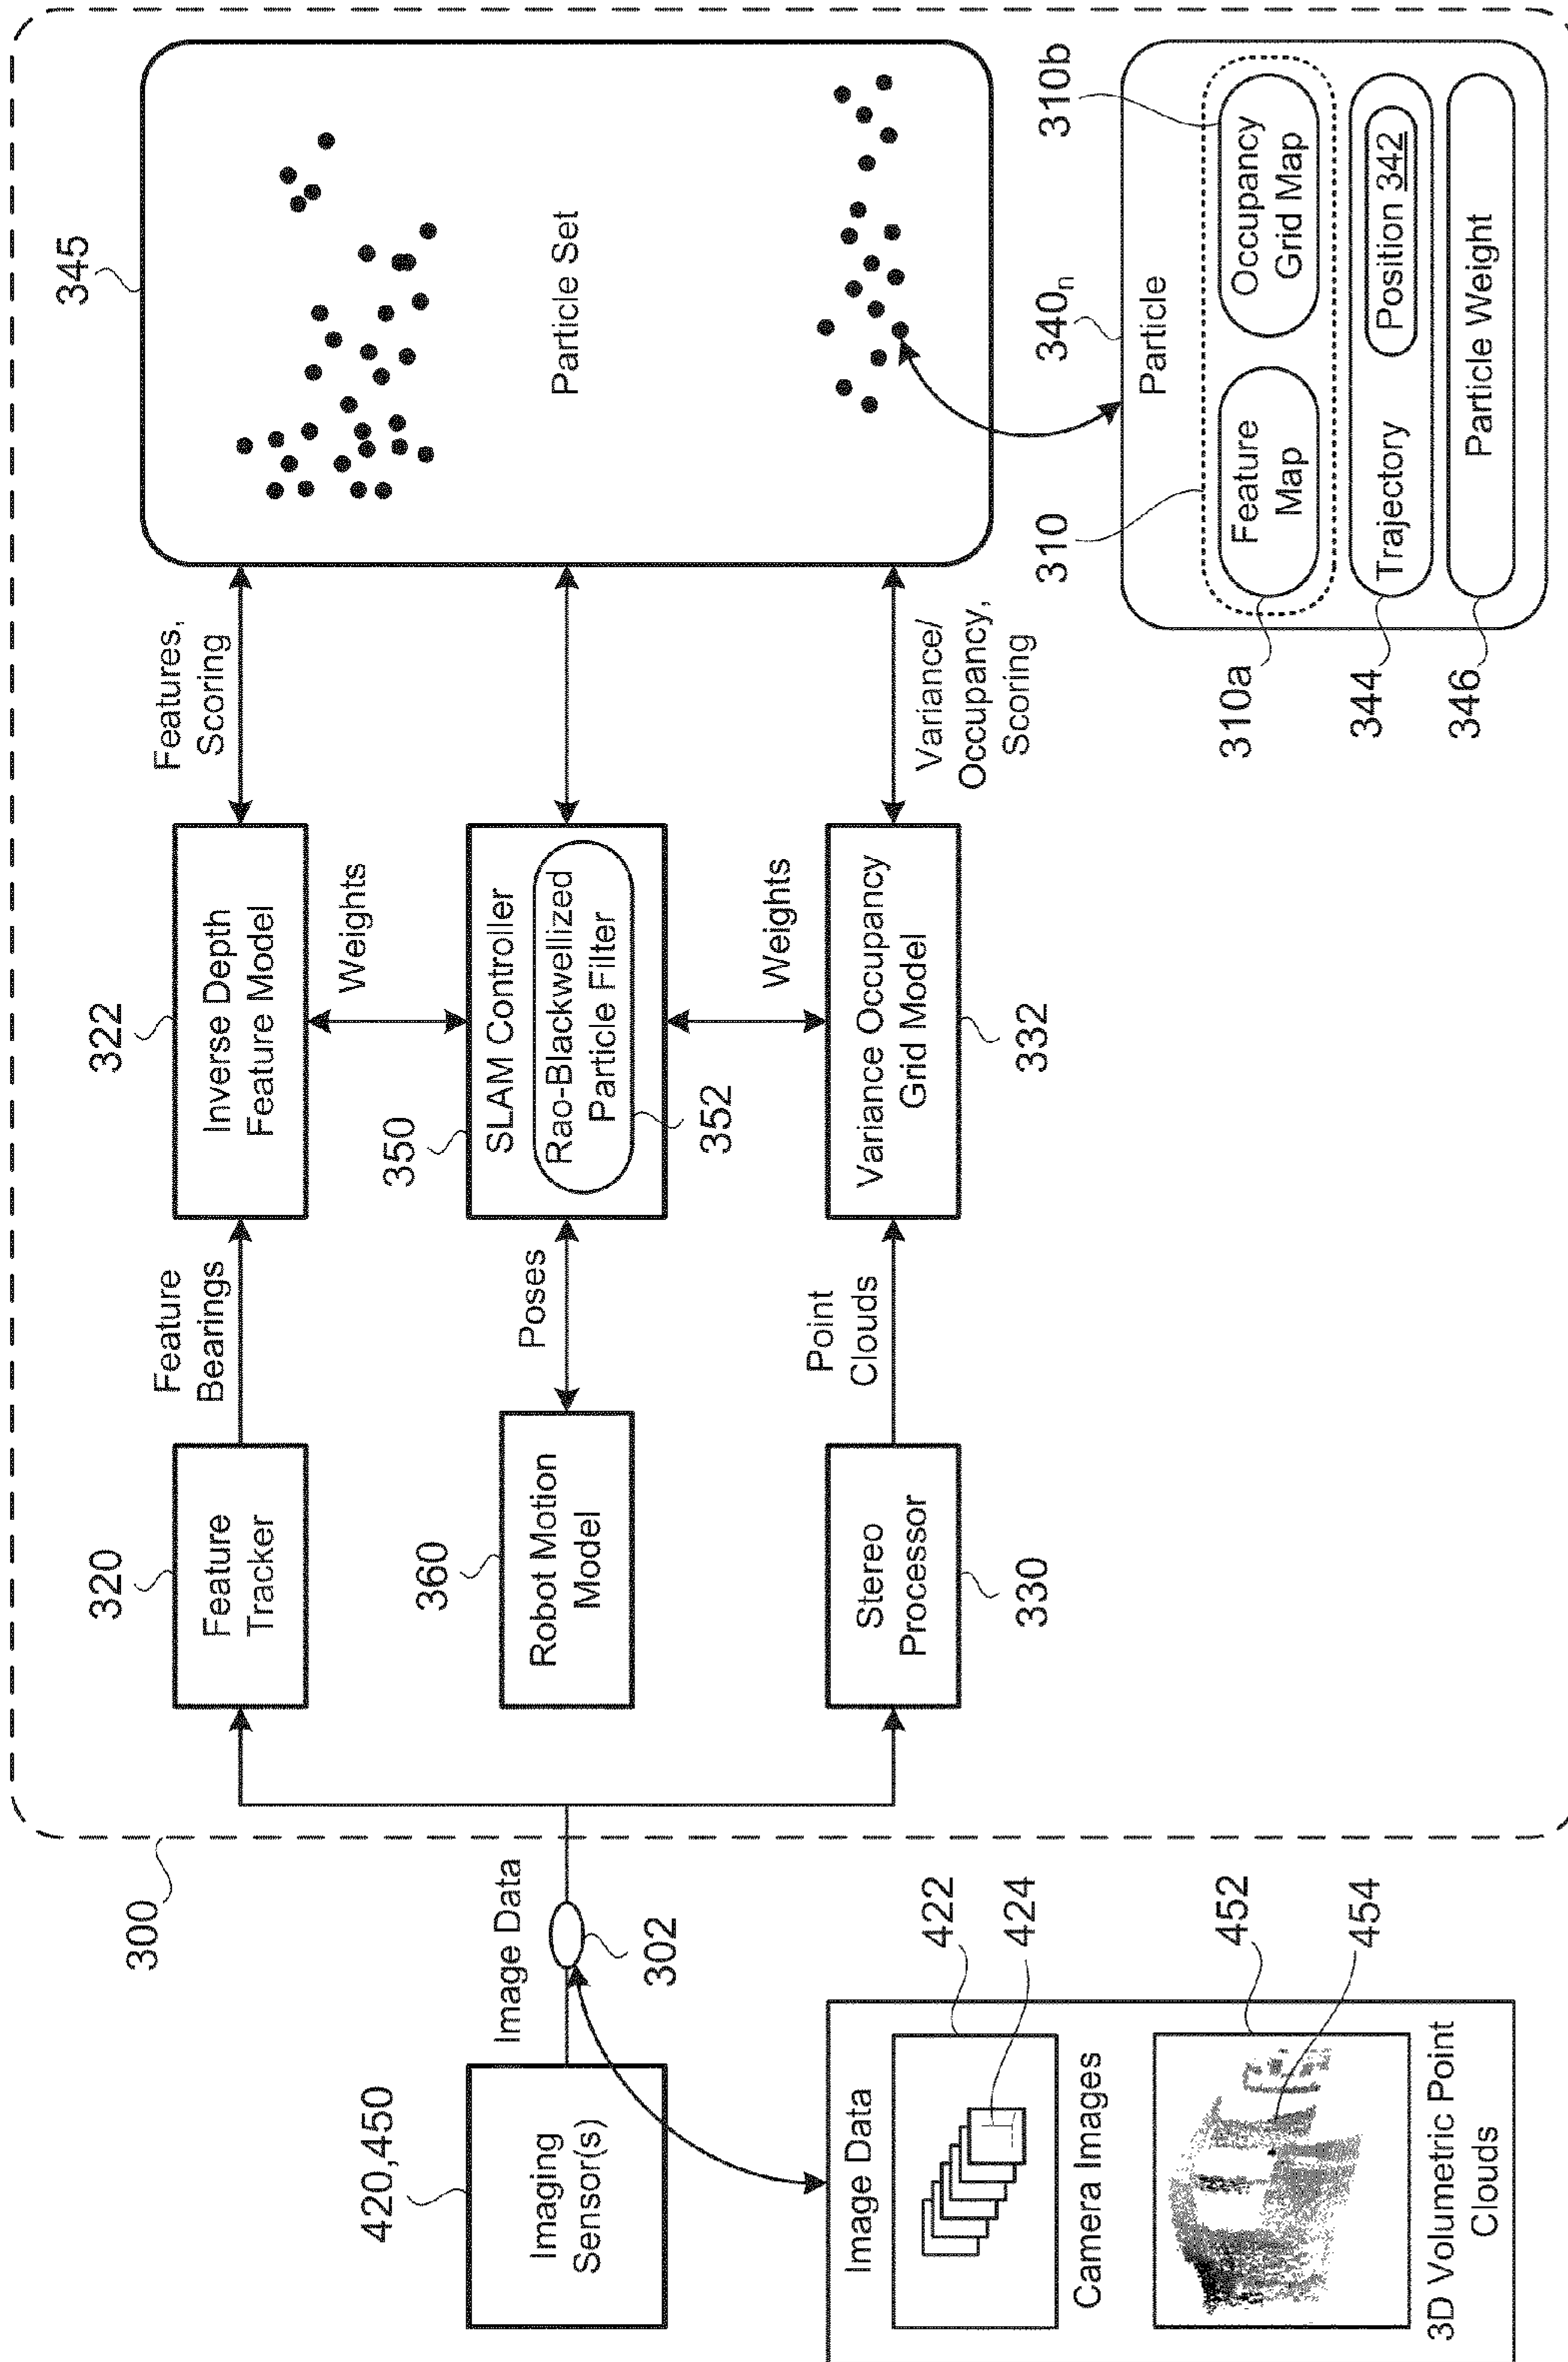 300
345
420,450
Imaging
Sensor(s)
Image Data
302
320
Feature
Tracker
Feature
Bearings
322
Inverse Depth
Feature Model
Features,
Scoring
Weights
360
Robot Motion
Model
Poses
350
SLAM Controller
Rao-Blackwellized
Particle Filter
352
Particle Set
Weights
Stereo
Processor
330
Point
Clouds
Variance Occupancy
Grid Model
332
Variance/
Occupancy,
Scoring
Image Data
422
424
Camera Images
452
454
3D Volumetric Point
Clouds
310
340n
310b
Particle
310a
Feature
Map
Occupancy
Grid Map
344
Trajectory
Position 342
346
Particle Weight